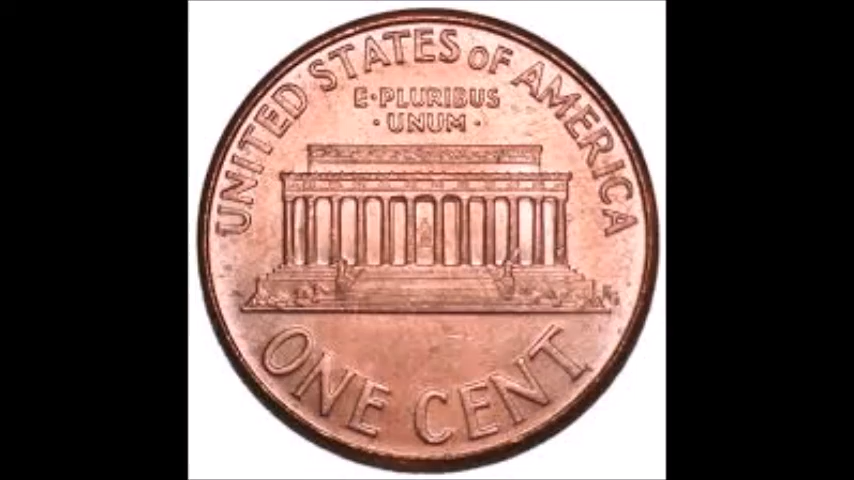 UNITED STATES OF AMERICA
E·PLURIBUS
·UNUM·
ONE CENT